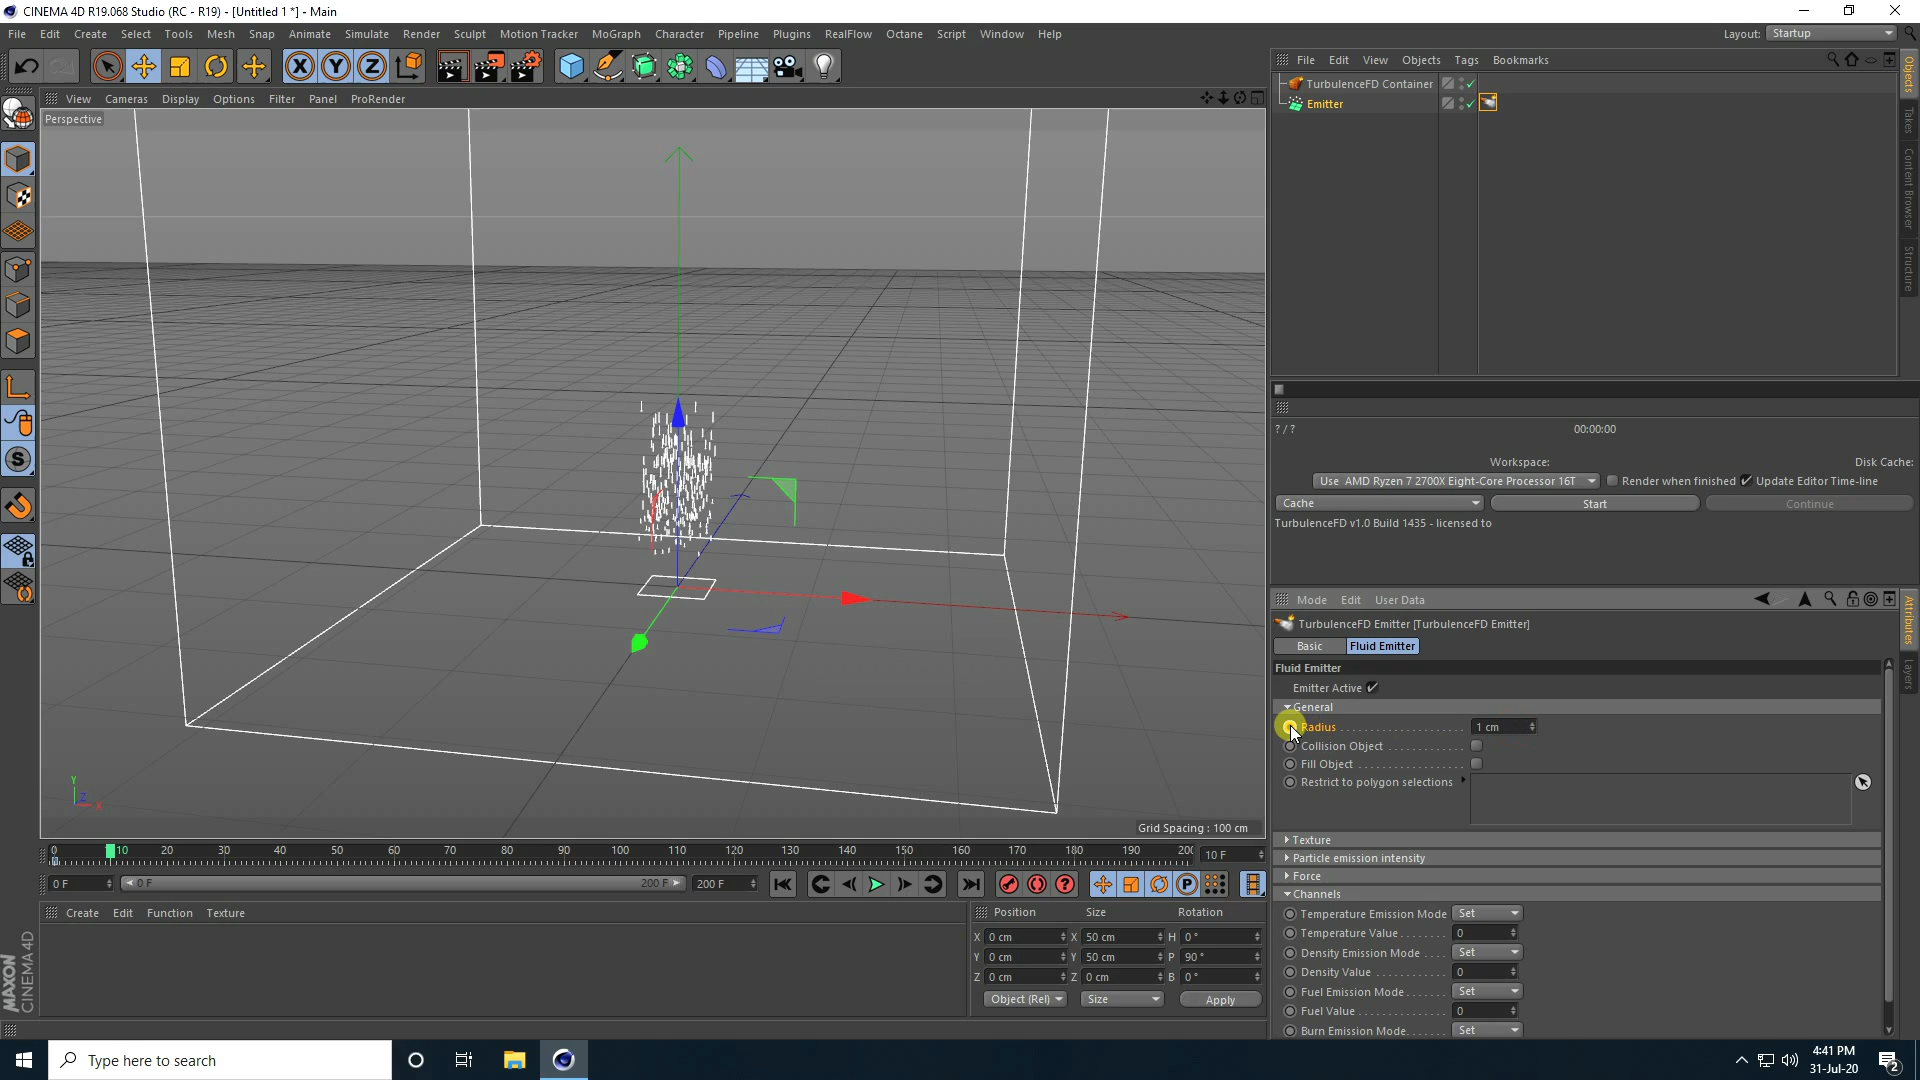 CINEMA 4D R19.068 Studio (RC - R19) - [Untitled 1 *] - Main
File Edit Create Select Tools Mesh Snap Animate Simulate Render Sculpt Motion Tracker MoGraph Character Pipeline Plugins RealFlow Octane Script Window Help
Layout: Startup
File Edit View Objects Tags Bookmarks
TurbulenceFD Container
Emitter
Objects
Takes
Content Browser
Structure
View Cameras Display Options Filter Panel ProRender
Perspective
Y
Z
X
Grid Spacing : 100 cm
? / ?
00:00:00
Workspace:
Disk Cache:
Use AMD Ryzen 7 2700X Eight-Core Processor 16T
Render when finished
Update Editor Time-line
Cache
Start
Continue
TurbulenceFD v1.0 Build 1435 - licensed to
Mode Edit User Data
Attributes
Layers
TurbulenceFD Emitter [TurbulenceFD Emitter]
Basic
Fluid Emitter
Fluid Emitter
Emitter Active
General
Radius 1 cm
Collision Object
Fill Object
Restrict to polygon selections
Texture
Particle emission intensity
Force
Channels
Temperature Emission Mode Set
Temperature Value 0
Density Emission Mode Set
Density Value 0
Fuel Emission Mode Set
Fuel Value 0
Burn Emission Mode Set
0 10 20 30 40 50 60 70 80 90 100 110 120 130 140 150 160 170 180 190 200
10 F
0 F
0 F
200 F
200 F
Create Edit Function Texture
Position Size Rotation
X 0 cm X 50 cm H 0 °
Y 0 cm Y 50 cm P 90 °
Z 0 cm Z 0 cm B 0 °
Object (Rel) Size Apply
MAXON
CINEMA 4D
Type here to search
4:41 PM
31-Jul-20
2